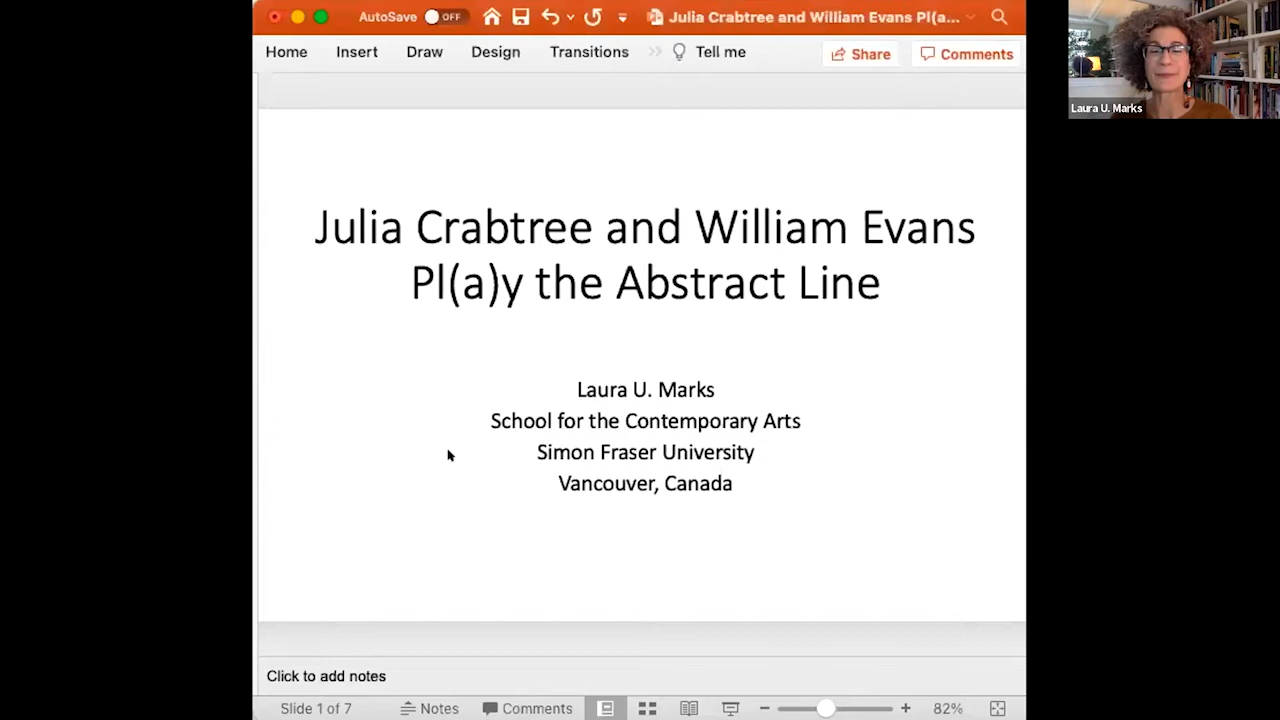 AutoSave OFF Julia Crabtree and William Evans Pl(a...
Home Insert Draw Design Transitions Tell me Share Comments
Laura U. Marks
Julia Crabtree and William Evans
Pl(a)y the Abstract Line
Laura U. Marks
School for the Contemporary Arts
Simon Fraser University
Vancouver, Canada
Click to add notes
Slide 1 of 7 Notes Comments 82%